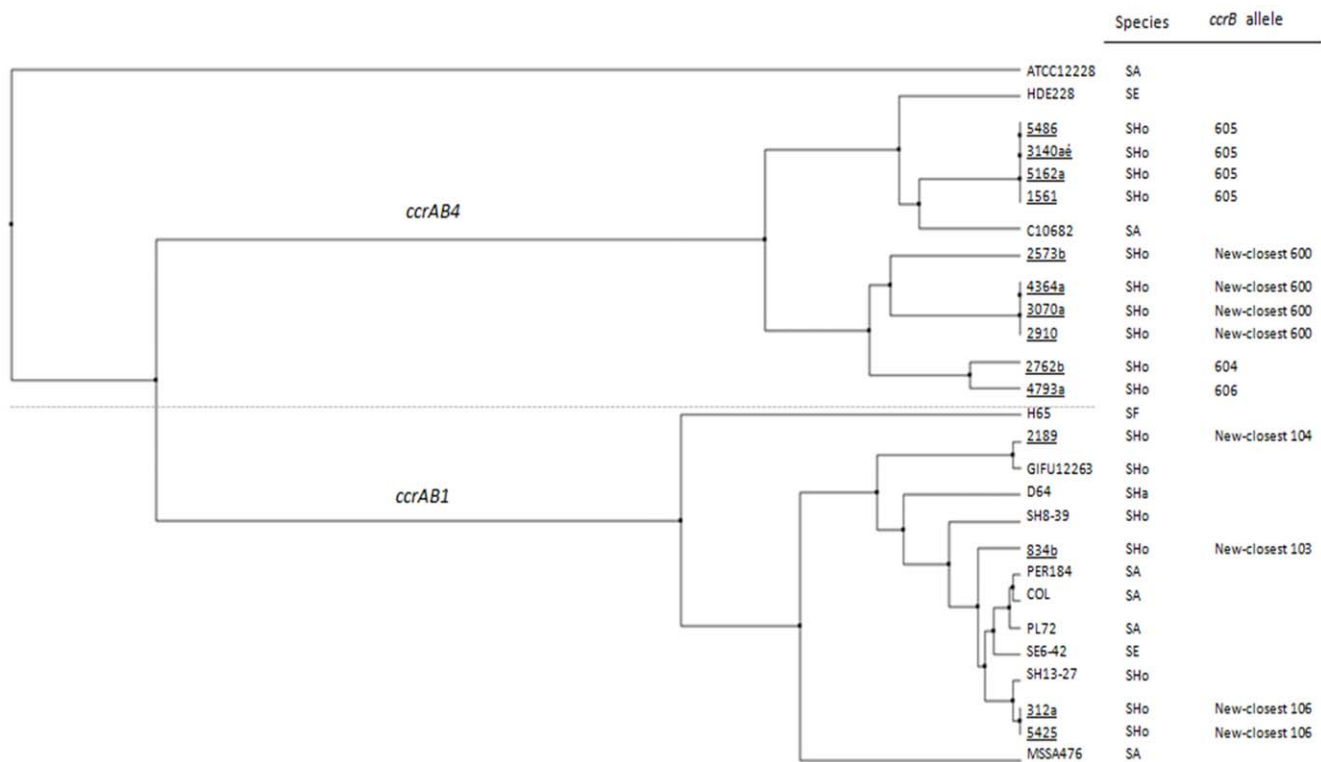 Species ccrB allele
ATCC12228 SA
HDE228 SE
5486 SHo 605
3140aé SHo 605
5162a SHo 605
1561 SHo 605
ccrAB4
C10682 SA
2573b SHo New-closest 600
4364a SHo New-closest 600
3070a SHo New-closest 600
2910 SHo New-closest 600
2762b SHo 604
4793a SHo 606
H65 SF
2189 SHo New-closest 104
GIFU12263 SHo
D64 SHa
ccrAB1
SH8-39 SHo
834b SHo New-closest 103
PER184 SA
COL SA
PL72 SA
SE6-42 SE
SH13-27 SHo
312a SHo New-closest 106
5425 SHo New-closest 106
MSSA476 SA